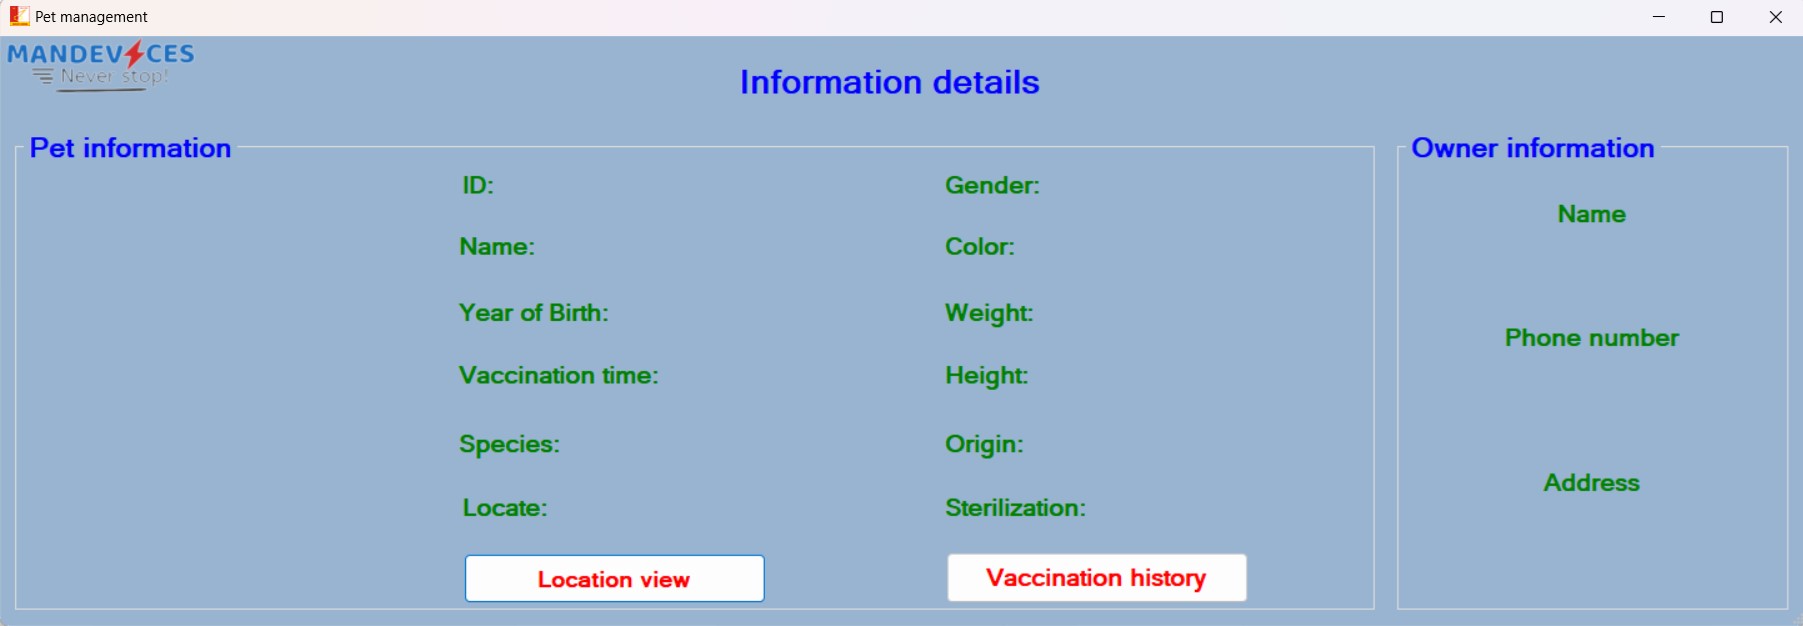 Pet management
MANDEVICES
Never stop!
Information details
Pet information
ID:
Name:
Year of Birth:
Vaccination time:
Species:
Locate:
Location view
Gender:
Color:
Weight:
Height:
Origin:
Sterilization:
Vaccination history
Owner information
Name
Phone number
Address